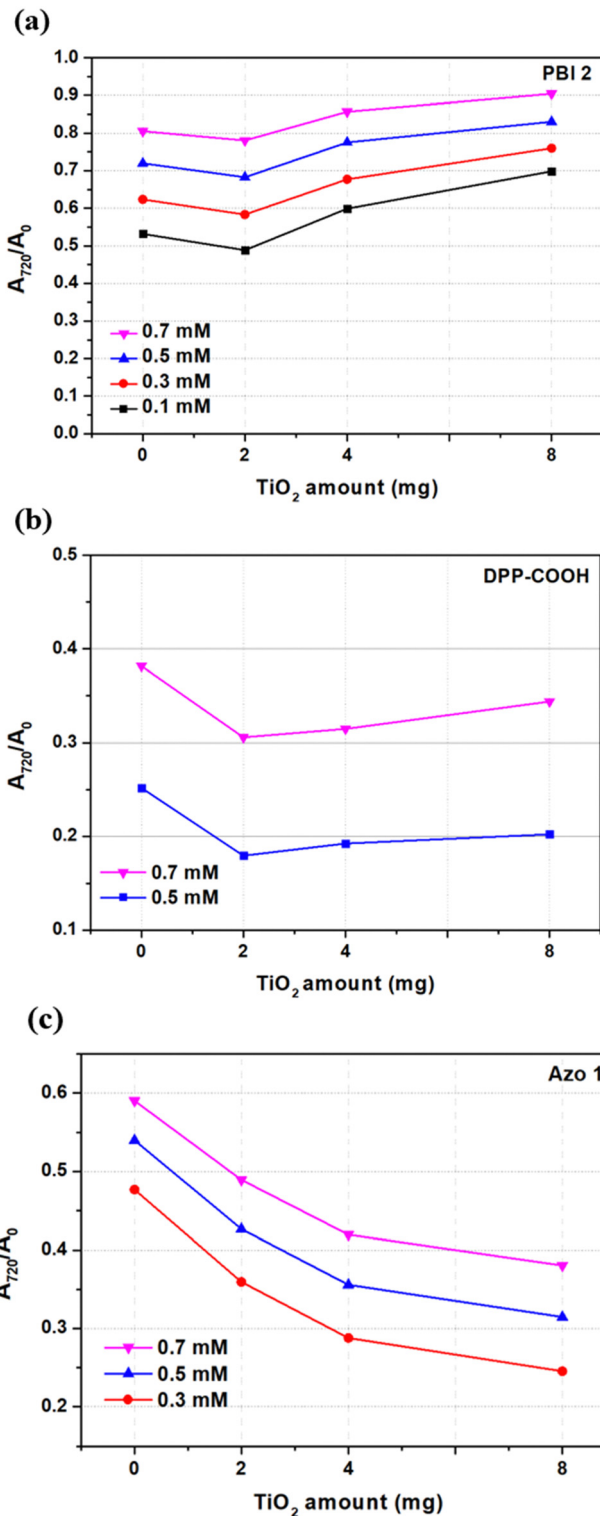 (a)
PBI 2
1.0
0.9
0.8
0.7
0.6
0.5
0.4
0.3
0.2
0.1
0.0
A720/A0
0.7 mM
0.5 mM
0.3 mM
0.1 mM
0 2 4 8
TiO2 amount (mg)
(b)
DPP-COOH
0.5
0.4
0.3
0.2
0.1
A720/A0
0.7 mM
0.5 mM
0 2 4 8
TiO2 amount (mg)
(c)
Azo 1
0.6
0.5
0.4
0.3
0.2
A720/A0
0.7 mM
0.5 mM
0.3 mM
0 2 4 8
TiO2 amount (mg)